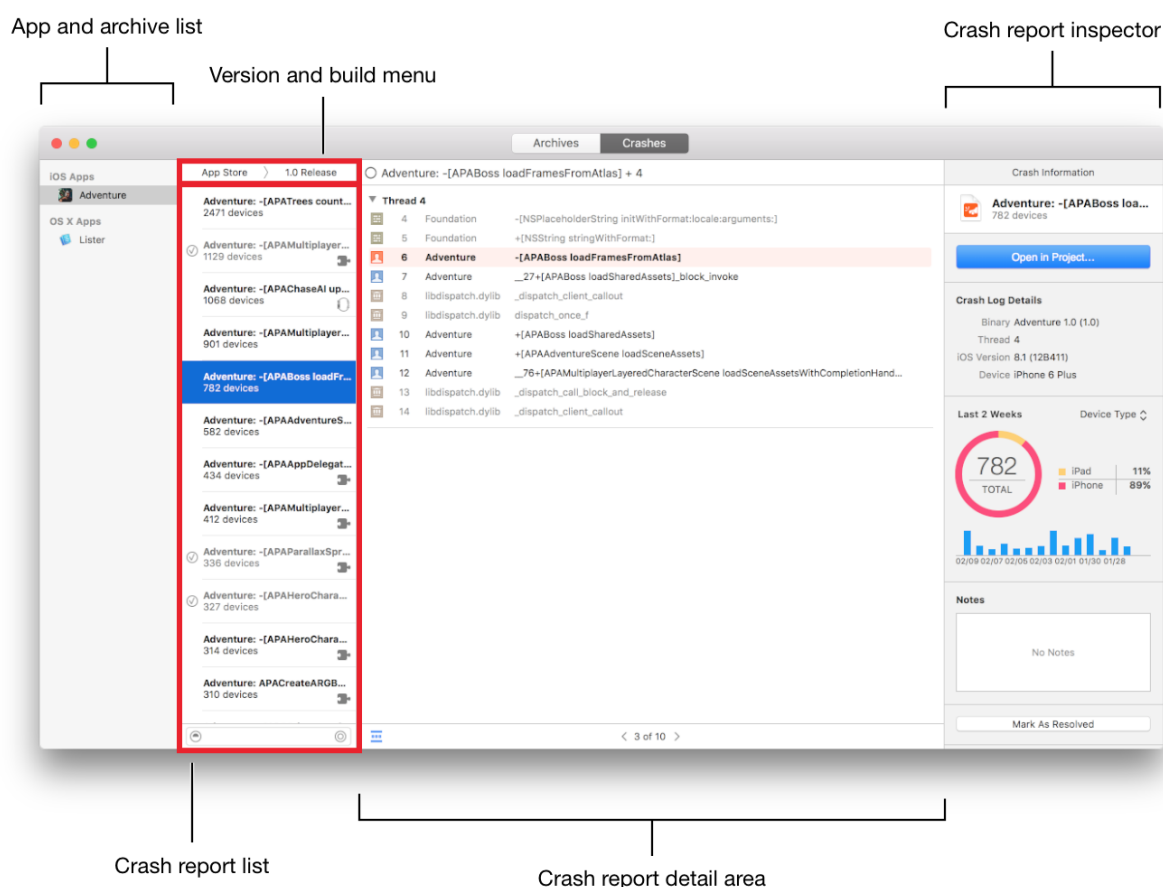 App and archive list
Crash report inspector
Version and build menu
Archives
Crashes
iOS Apps
Adventure
OS X Apps
Lister
App Store
1.0 Release
Adventure: -[APATrees count...
2471 devices
Adventure: -[APAMultiplayer...
1129 devices
Adventure: -[APAChaseAI up...
1068 devices
Adventure: -[APAMultiplayer...
901 devices
Adventure: -[APABoss loadFr...
782 devices
Adventure: -[APAAdventureS...
582 devices
Adventure: -[APAAppDelegat...
434 devices
Adventure: -[APAMultiplayer...
412 devices
Adventure: -[APAParallaxSpr...
336 devices
Adventure: -[APAHeroChara...
327 devices
Adventure: -[APAHeroChara...
314 devices
Adventure: APACreateARGB...
310 devices
Adventure: -[APABoss loadFramesFromAtlas] + 4
Thread 4
4 Foundation -[NSPlaceholderString initWithFormat:locale:arguments:]
5 Foundation +[NSString stringWithFormat:]
6 Adventure -[APABoss loadFramesFromAtlas]
7 Adventure __27+[APABoss loadSharedAssets]_block_invoke
8 libdispatch.dylib _dispatch_client_callout
9 libdispatch.dylib dispatch_once_f
10 Adventure +[APABoss loadSharedAssets]
11 Adventure +[APAAdventureScene loadSceneAssets]
12 Adventure __76+[APAMultiplayerLayeredCharacterScene loadSceneAssetsWithCompletionHand...
13 libdispatch.dylib _dispatch_call_block_and_release
14 libdispatch.dylib _dispatch_client_callout
3 of 10
Crash Information
Adventure: -[APABoss loa...
782 devices
Open in Project...
Crash Log Details
Binary Adventure 1.0 (1.0)
Thread 4
iOS Version 8.1 (12B411)
Device iPhone 6 Plus
Last 2 Weeks
Device Type
782
TOTAL
iPad 11%
iPhone 89%
02/09 02/07 02/05 02/03 02/01 01/30 01/28
Notes
No Notes
Mark As Resolved
Crash report list
Crash report detail area